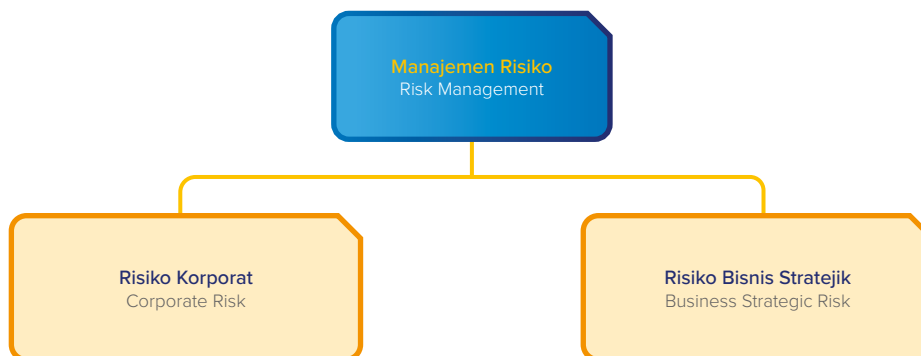 Manajemen Risiko
Risk Management
Risiko Korporat
Corporate Risk
Risiko Bisnis Stratejik
Business Strategic Risk